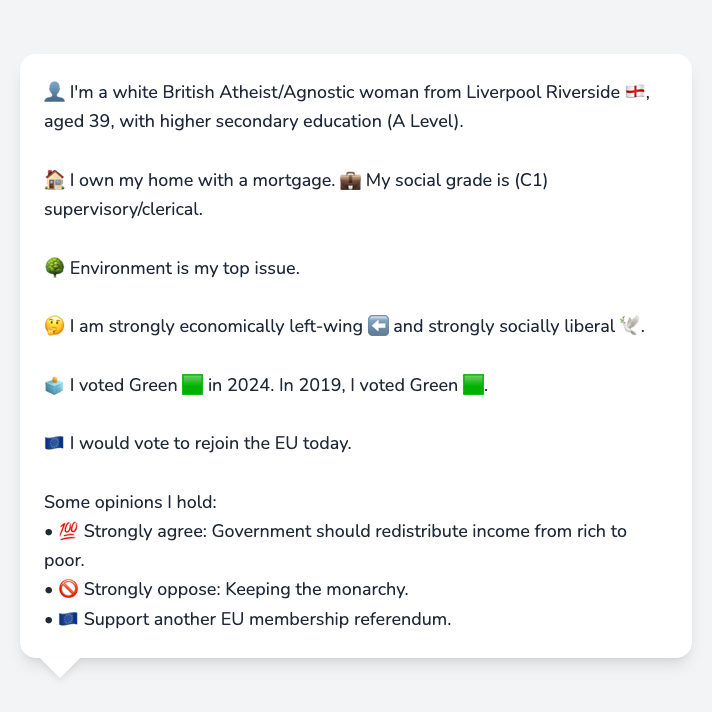 👤 I'm a white British Atheist/Agnostic woman from Liverpool Riverside 🏴󠁧󠁢󠁥󠁮󠁧󠁿,
aged 39, with higher secondary education (A Level).
🏠 I own my home with a mortgage. 💼 My social grade is (C1)
supervisory/clerical.
🌳 Environment is my top issue.
🤔 I am strongly economically left-wing ⬅️ and strongly socially liberal 🕊️.
🗳️ I voted Green 🟩 in 2024. In 2019, I voted Green 🟩.
🇪🇺 I would vote to rejoin the EU today.
Some opinions I hold:
• 💯 Strongly agree: Government should redistribute income from rich to
poor.
• 🚫 Strongly oppose: Keeping the monarchy.
• 🇪🇺 Support another EU membership referendum.